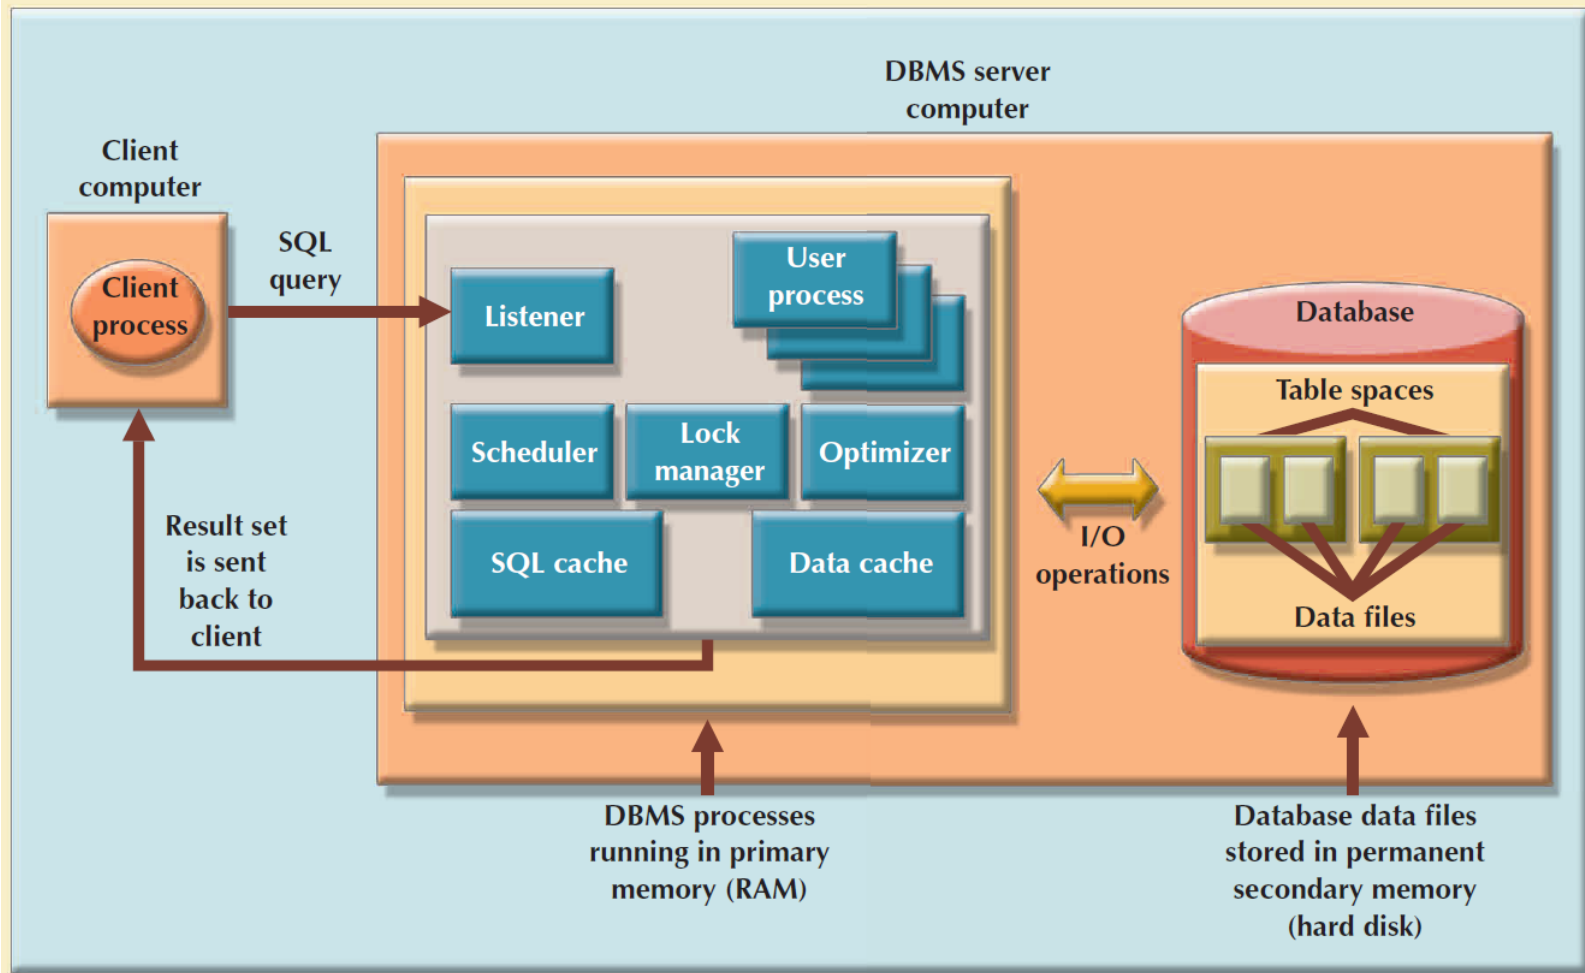 DBMS server
computer
Client
computer
SQL
query
Client
process
Listener
User
process
Scheduler
Lock
manager
Optimizer
SQL cache
Data cache
Result set
is sent
back to
client
I/O
operations
Database
Table spaces
Data files
DBMS processes
running in primary
memory (RAM)
Database data files
stored in permanent
secondary memory
(hard disk)